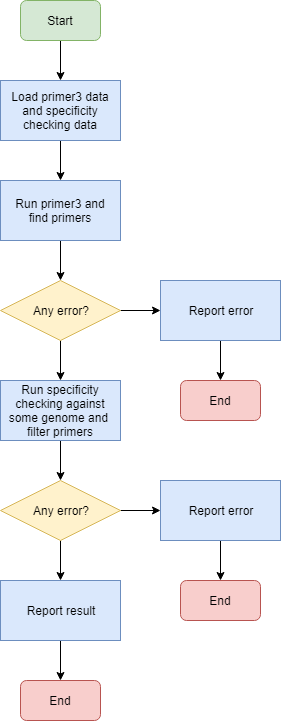 Start
Load primer3 data
and specificity
checking data
Run primer3 and
find primers
Any error?
Report error
End
Run specificity
checking against
some genome and
filter primers
Any error?
Report error
End
Report result
End